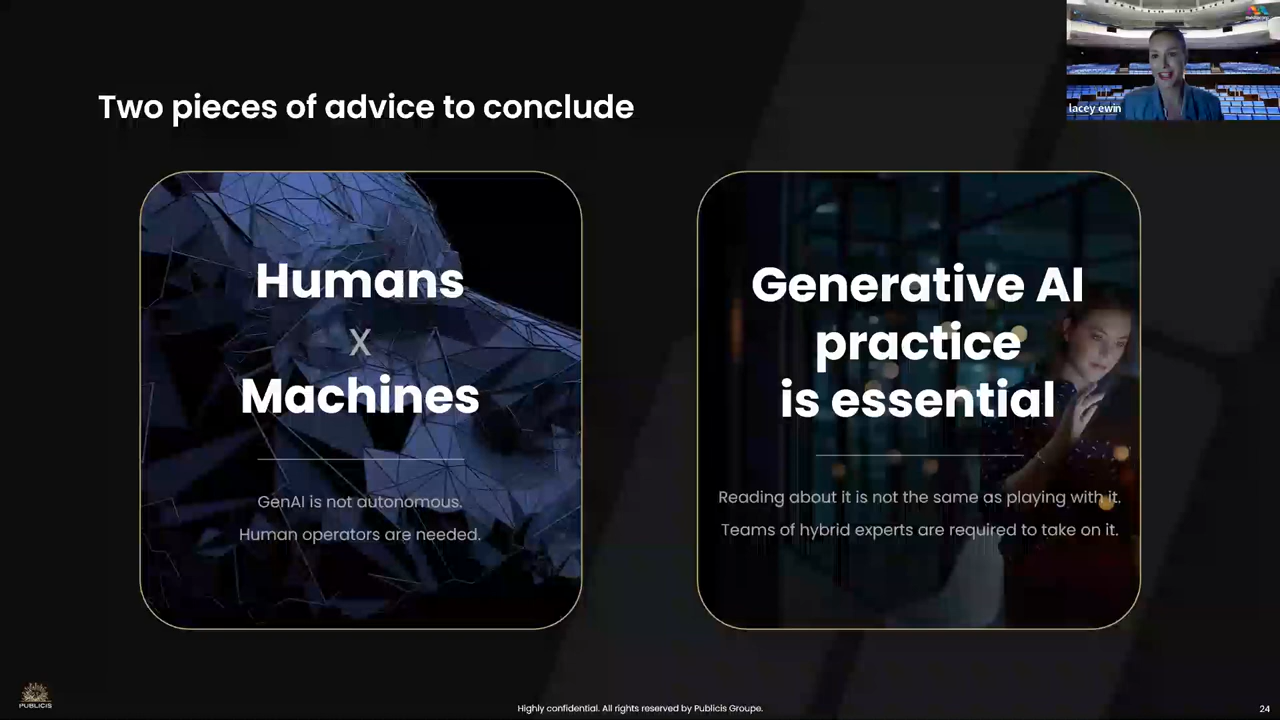 lacey ewin
Two pieces of advice to conclude
Humans
X
Machines
GenAI is not autonomous.
Human operators are needed.
Generative AI
practice
is essential
Reading about it is not the same as playing with it.
Teams of hybrid experts are required to take on it.
PUBLICIS
Highly confidential. All rights reserved by Publicis Groupe.
24